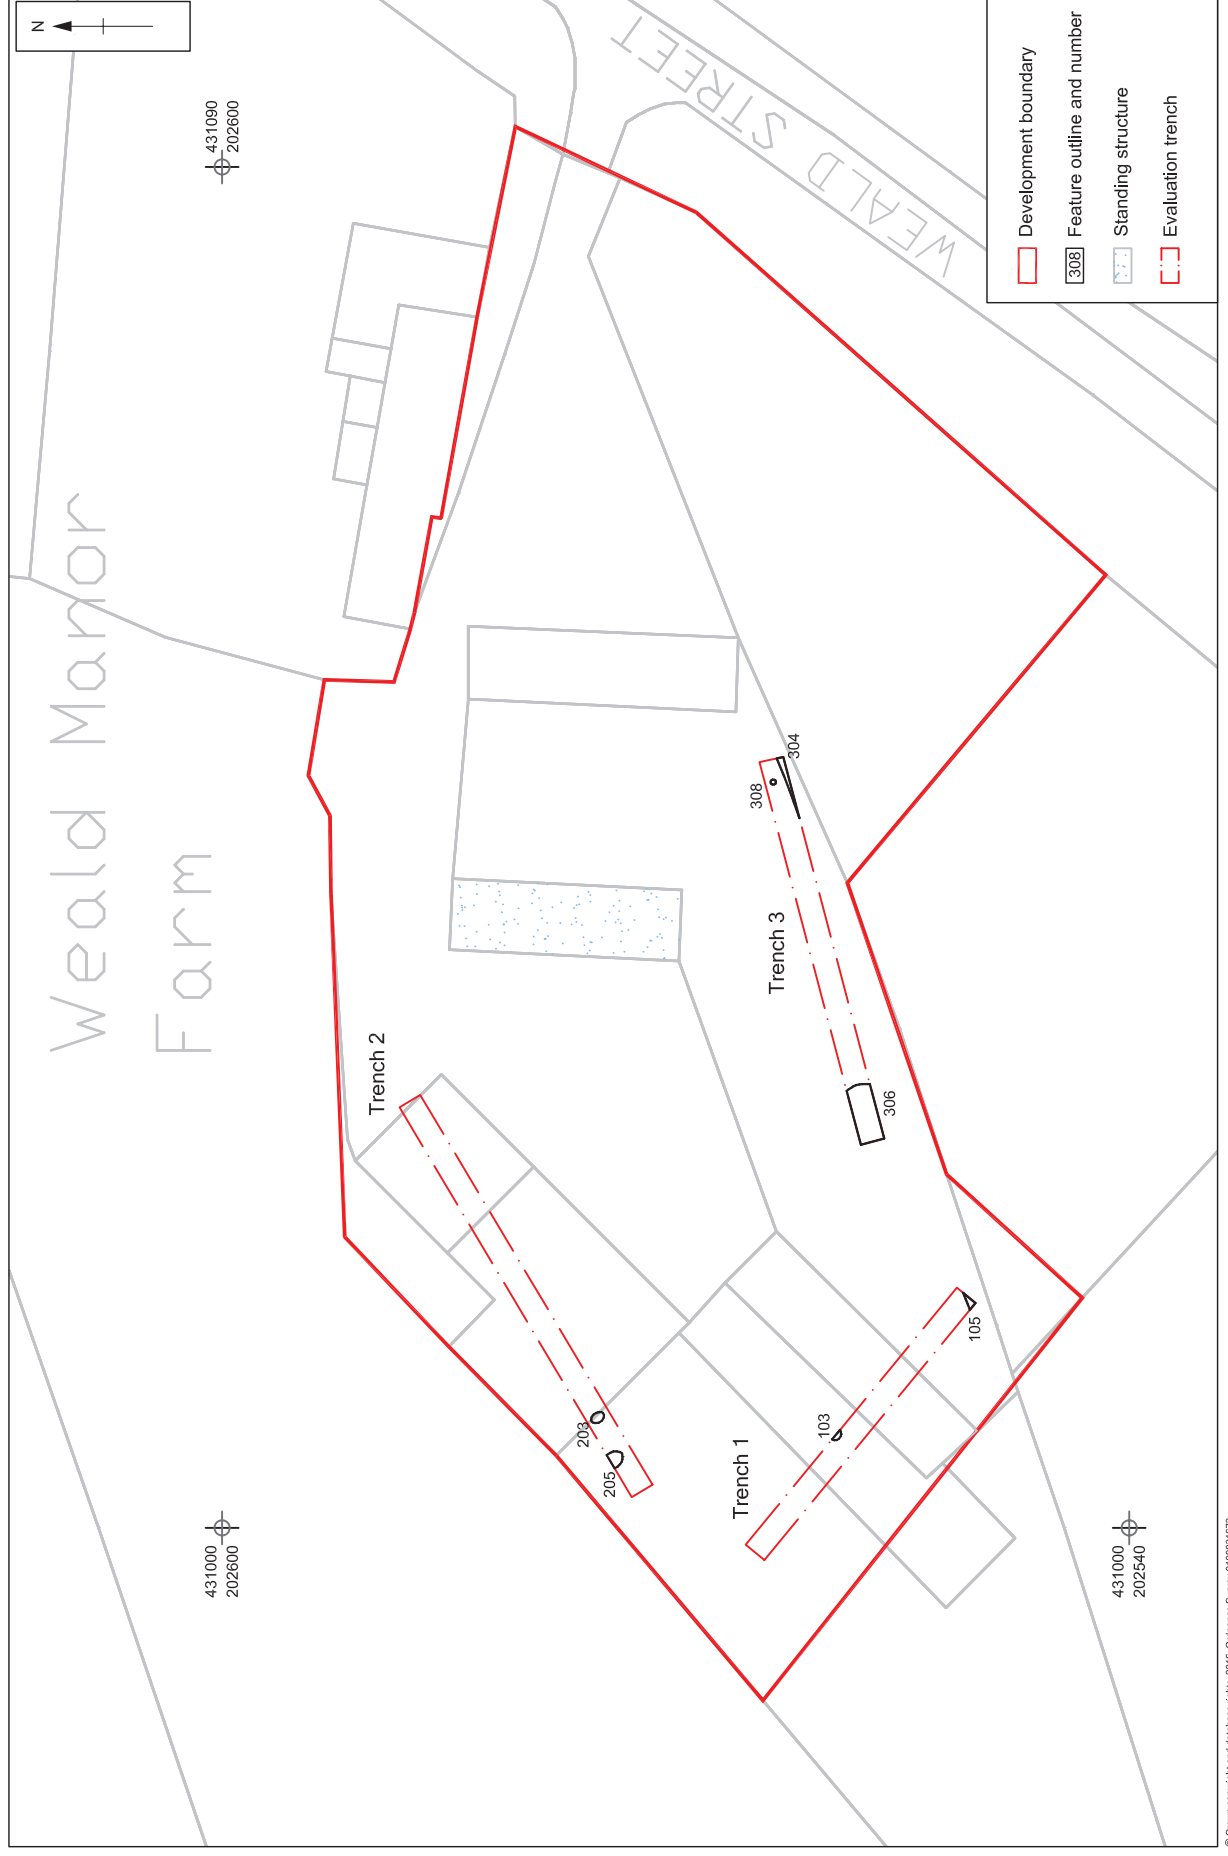 N
431090
202600
WEALD STREET
Development boundary
308 Feature outline and number
Standing structure
Evaluation trench
Weald Manor
Farm
Trench 2
203
205
Trench 3
308
304
306
Trench 1
103
105
431000
202600
431000
202540